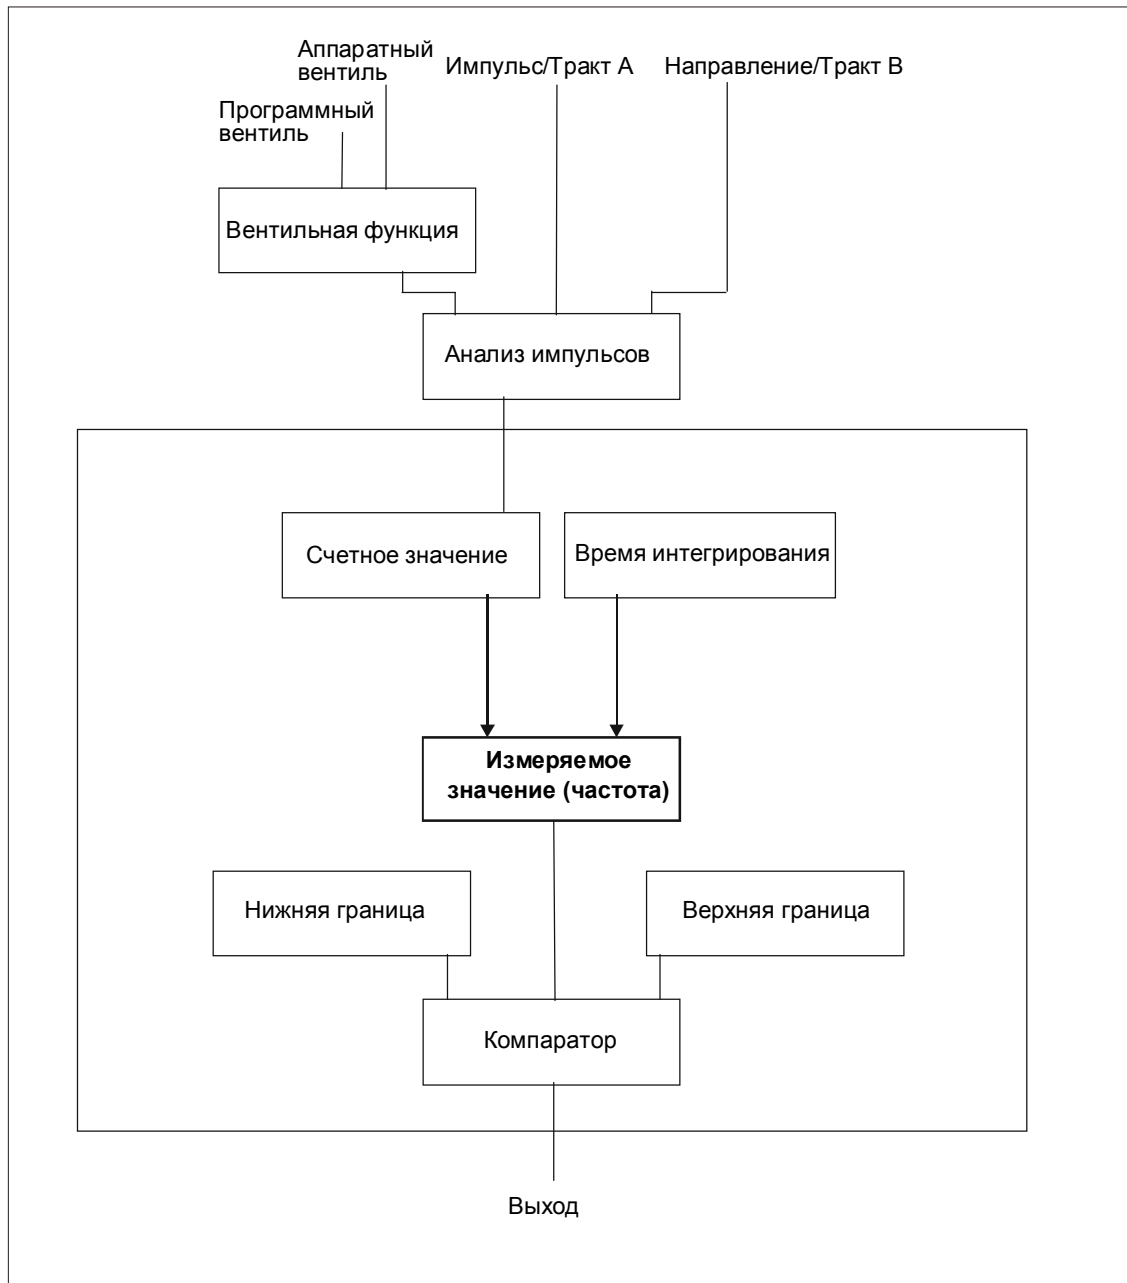 Аппаратный
вентиль
Импульс/Тракт А
Направление/Тракт В
Программный
вентиль
Вентильная функция
Анализ импульсов
Счетное значение
Время интегрирования
Измеряемое
значение (частота)
Нижняя граница
Верхняя граница
Компаратор
Выход